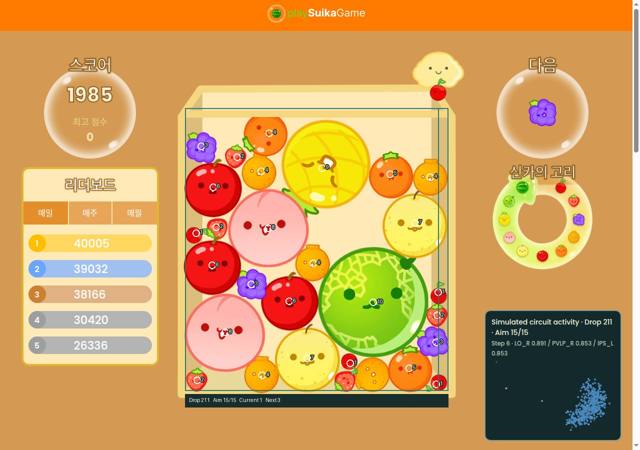 playSuikaGame
스코어
1985
최고 점수
0
리더보드
매일 매주 매월
1 40005
2 39032
3 38166
4 30420
5 26336
다음
신카의 고리
Simulated circuit activity · Drop 211
· Aim 15/15
Step 6 · LO_R 0.891 / PVLP_R 0.853 / IPS_L
0.853
Drop 211 Aim 15/15 Current 1 Next 3